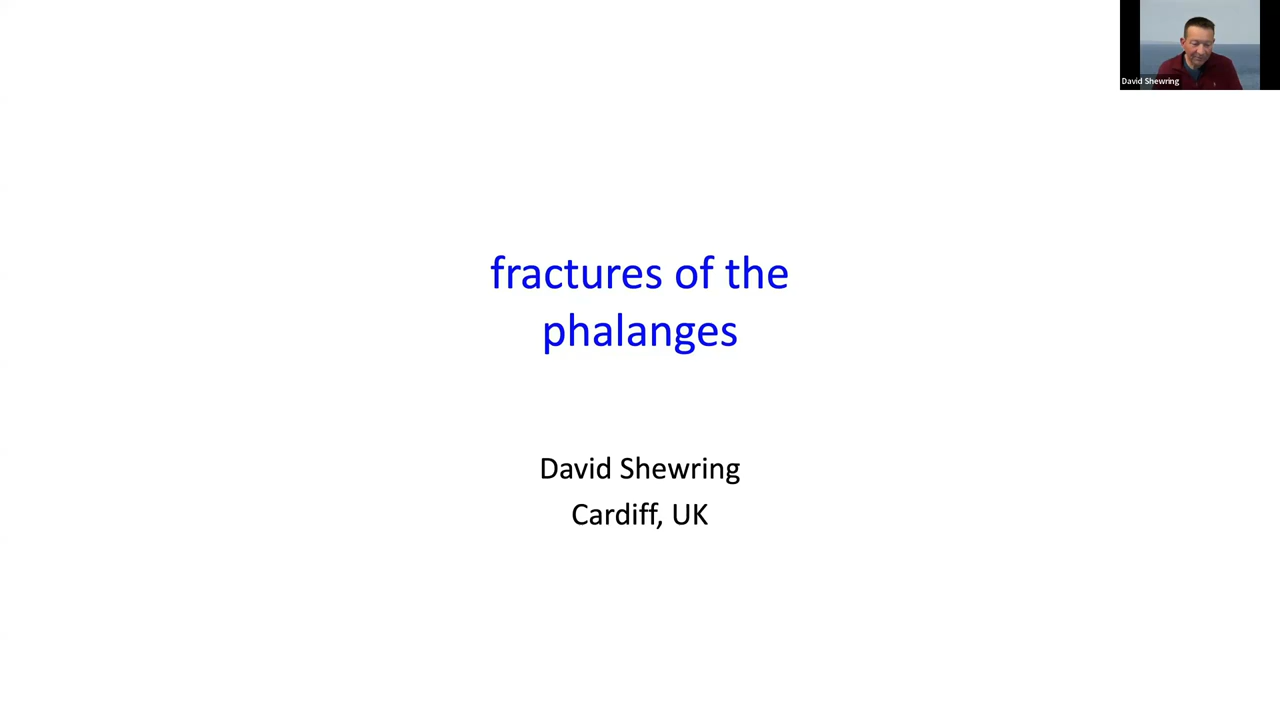 David Shewring
fractures of the
phalanges
David Shewring
Cardiff, UK